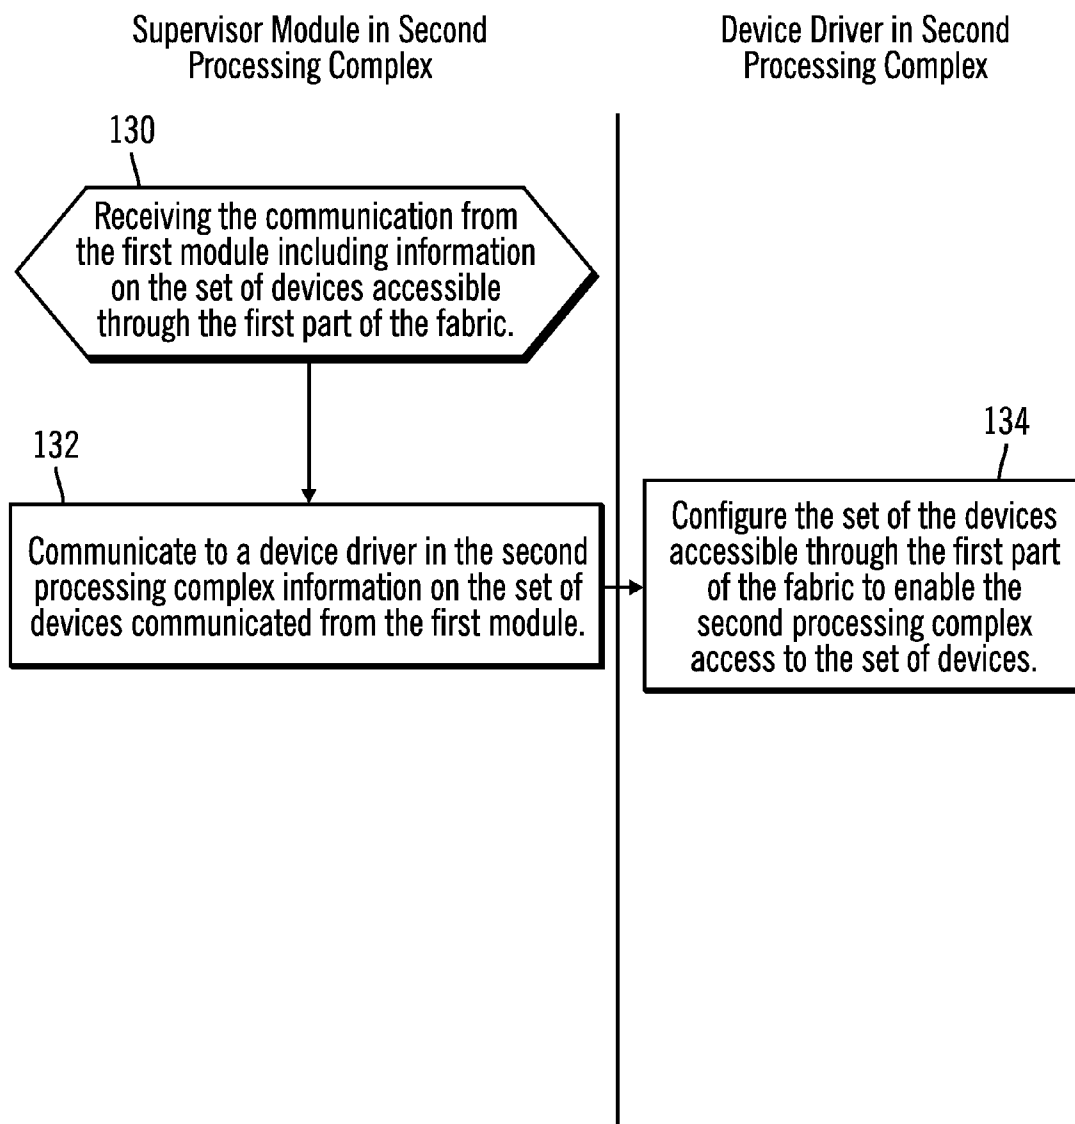 Supervisor Module in Second
Processing Complex
Device Driver in Second
Processing Complex
130
Receiving the communication from
the first module including information
on the set of devices accessible
through the first part of the fabric.
132
Communicate to a device driver in the second
processing complex information on the set of
devices communicated from the first module.
134
Configure the set of the devices
accessible through the first part
of the fabric to enable the
second processing complex
access to the set of devices.